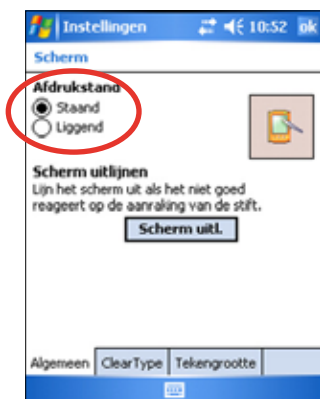 Instellingen 10:52 ok
Scherm
Afdrukstand
Staand
Liggend
Scherm uitlijnen
Lijn het scherm uit als het niet goed
reageert op de aanraking van de stift.
Scherm uitl.
Algemeen ClearType Tekengrootte